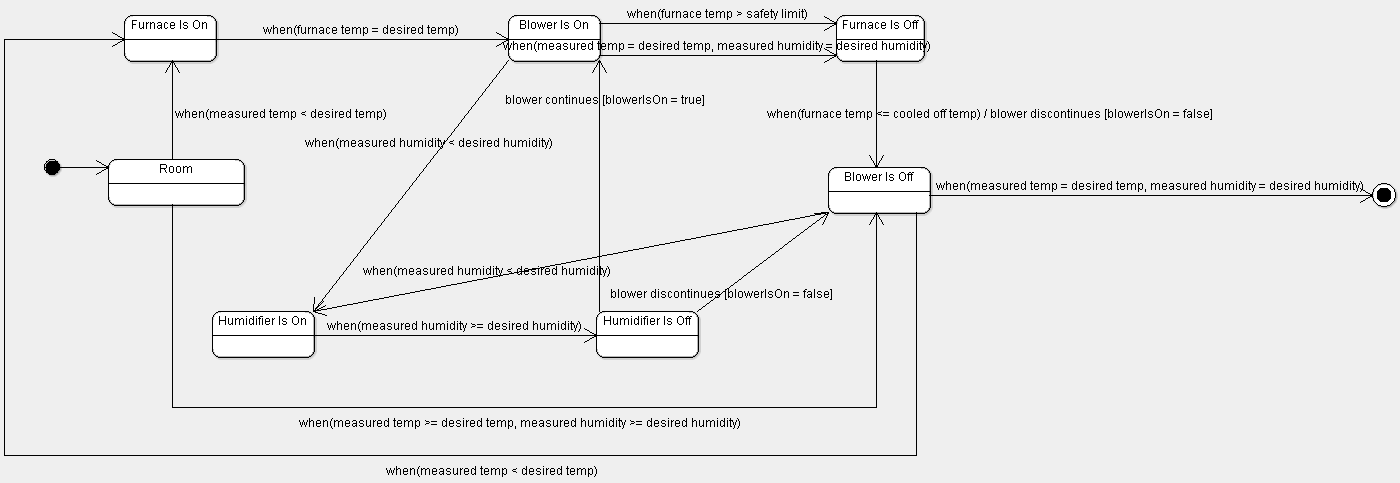 Furnace Is On
Blower Is On
when(furnace temp > safety limit)
Furnace Is Off
when(furnace temp = desired temp)
when(measured temp = desired temp, measured humidity = desired humidity)
blower continues [blowerIsOn = true]
when(measured temp < desired temp)
when(furnace temp <= cooled off temp) / blower discontinues [blowerIsOn = false]
when(measured humidity < desired humidity)
Room
Blower Is Off
when(measured temp = desired temp, measured humidity = desired humidity)
when(measured humidity < desired humidity)
blower discontinues [blowerIsOn = false]
Humidifier Is On
when(measured humidity >= desired humidity)
Humidifier Is Off
when(measured temp >= desired temp, measured humidity >= desired humidity)
when(measured temp < desired temp)